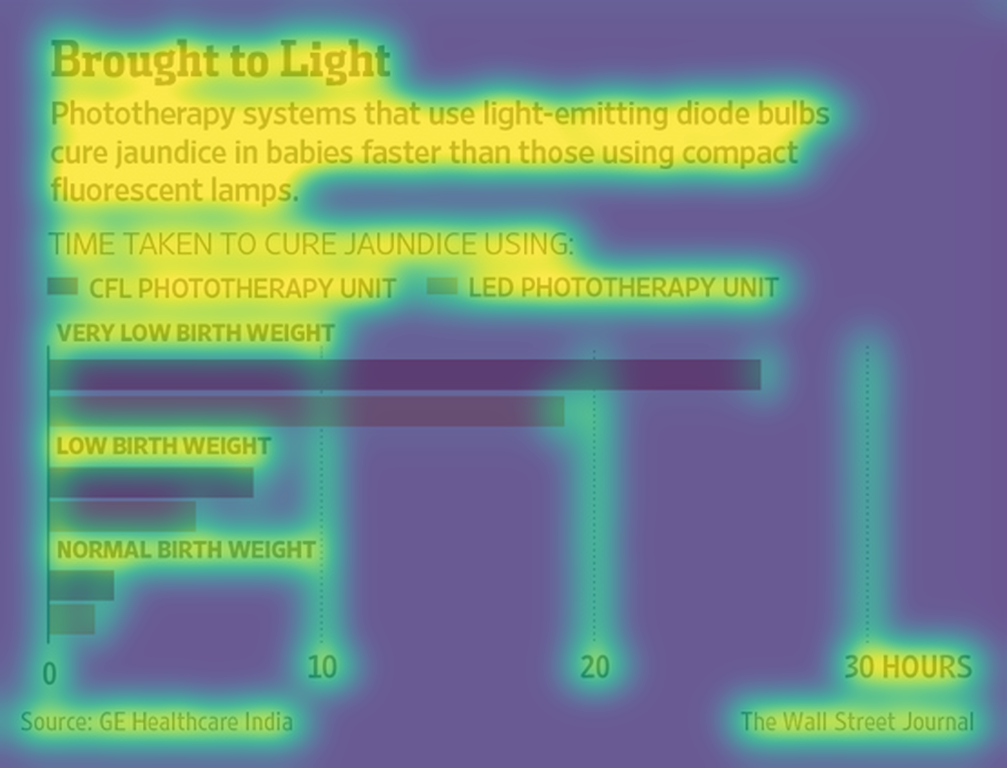 Brought to Light
Phototherapy systems that use light-emitting diode bulbs
cure jaundice in babies faster than those using compact
fluorescent lamps.
TIME TAKEN TO CURE JAUNDICE USING:
CFL PHOTOTHERAPY UNIT LED PHOTOTHERAPY UNIT
VERY LOW BIRTH WEIGHT
LOW BIRTH WEIGHT
NORMAL BIRTH WEIGHT
0 10 20 30 HOURS
Source: GE Healthcare India The Wall Street Journal